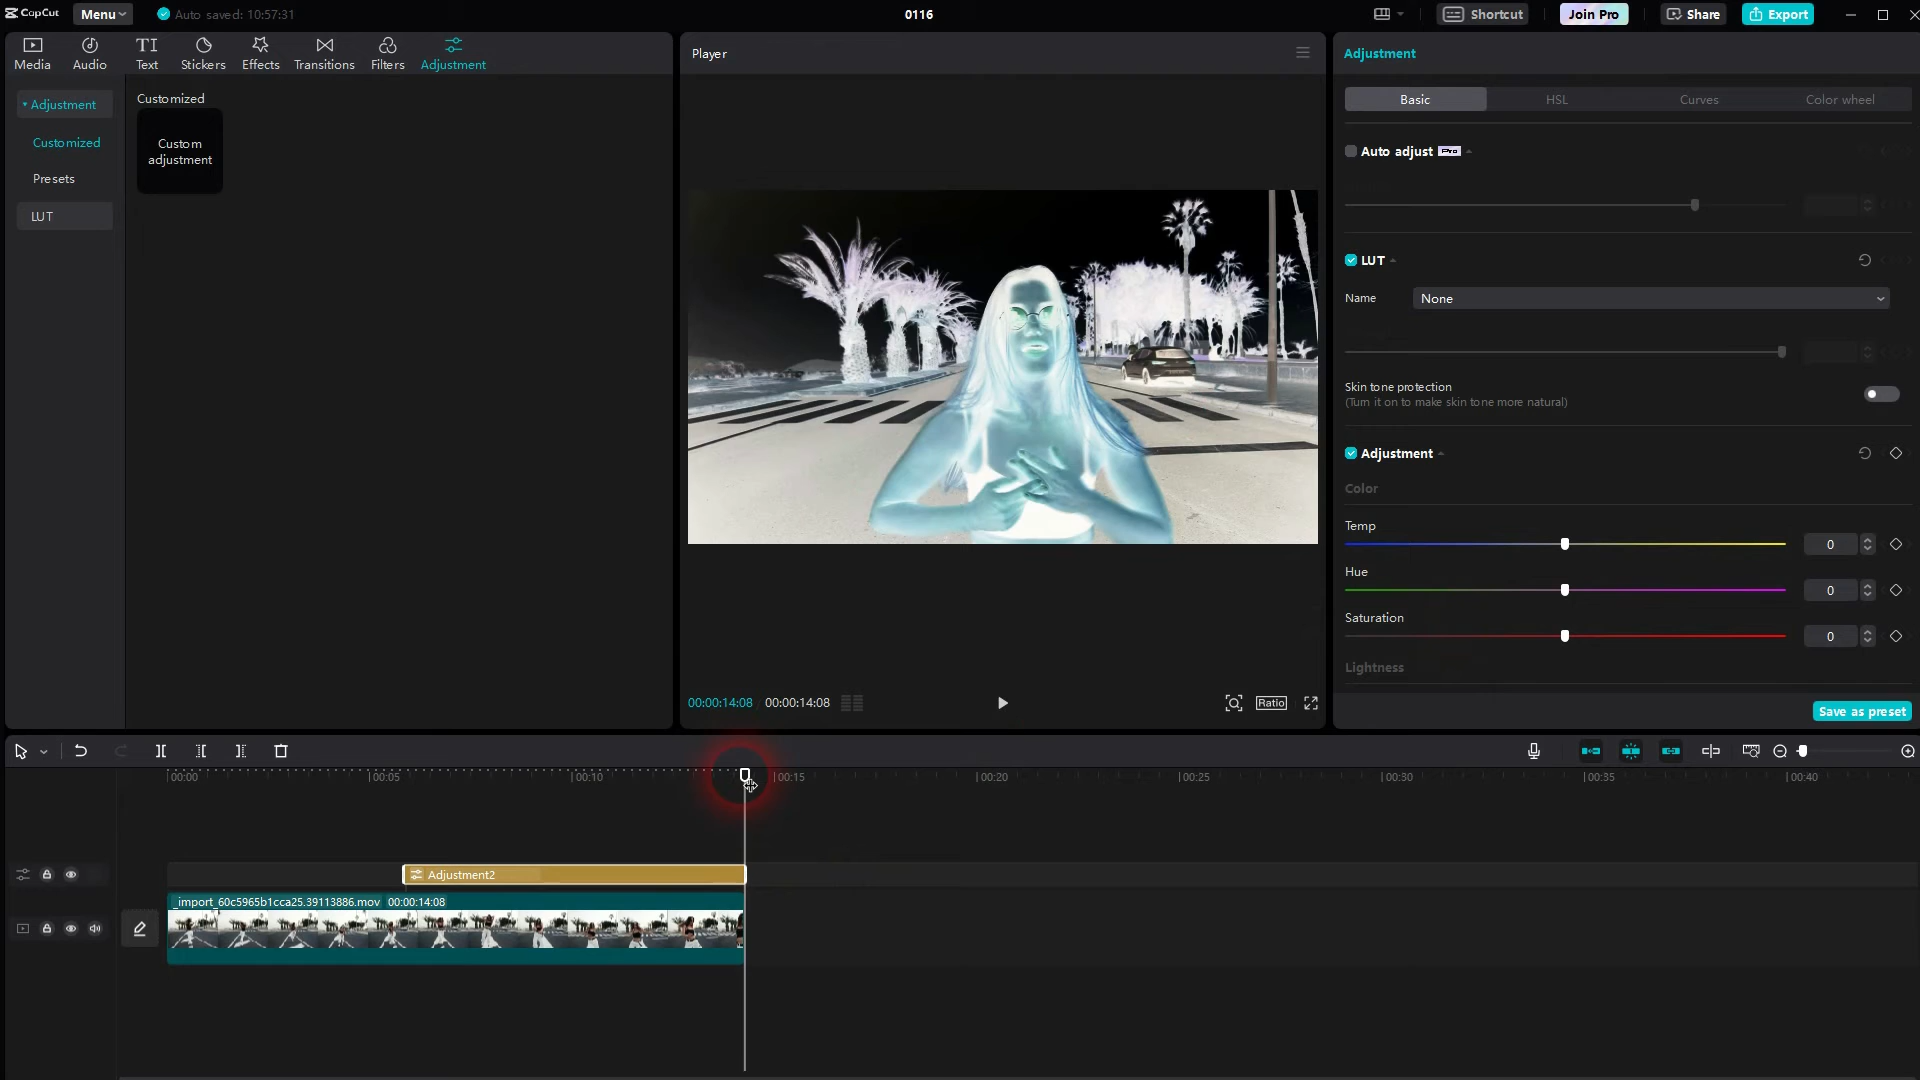 CapCut
Menu
Auto saved: 10:57:31
0116
Shortcut
Join Pro
Share
Export
Media
Audio
TI
Text
Stickers
Effects
Transitions
Filters
Adjustment
Player
Adjustment
Adjustment
Customized
Presets
LUT
Customized
Custom
adjustment
Basic
HSL
Curves
Color wheel
Auto adjust Pro
LUT
Name
None
Skin tone protection
(Turn it on to make skin tone more natural)
Adjustment
Color
Temp
0
Hue
0
Saturation
0
Lightness
Save as preset
00:00:14:08
00:00:14:08
Ratio
00:00
00:05
00:10
00:15
00:20
00:25
00:30
00:35
00:40
Adjustment2
_import_60c5965b1cca25.39113886.mov 00:00:14:08